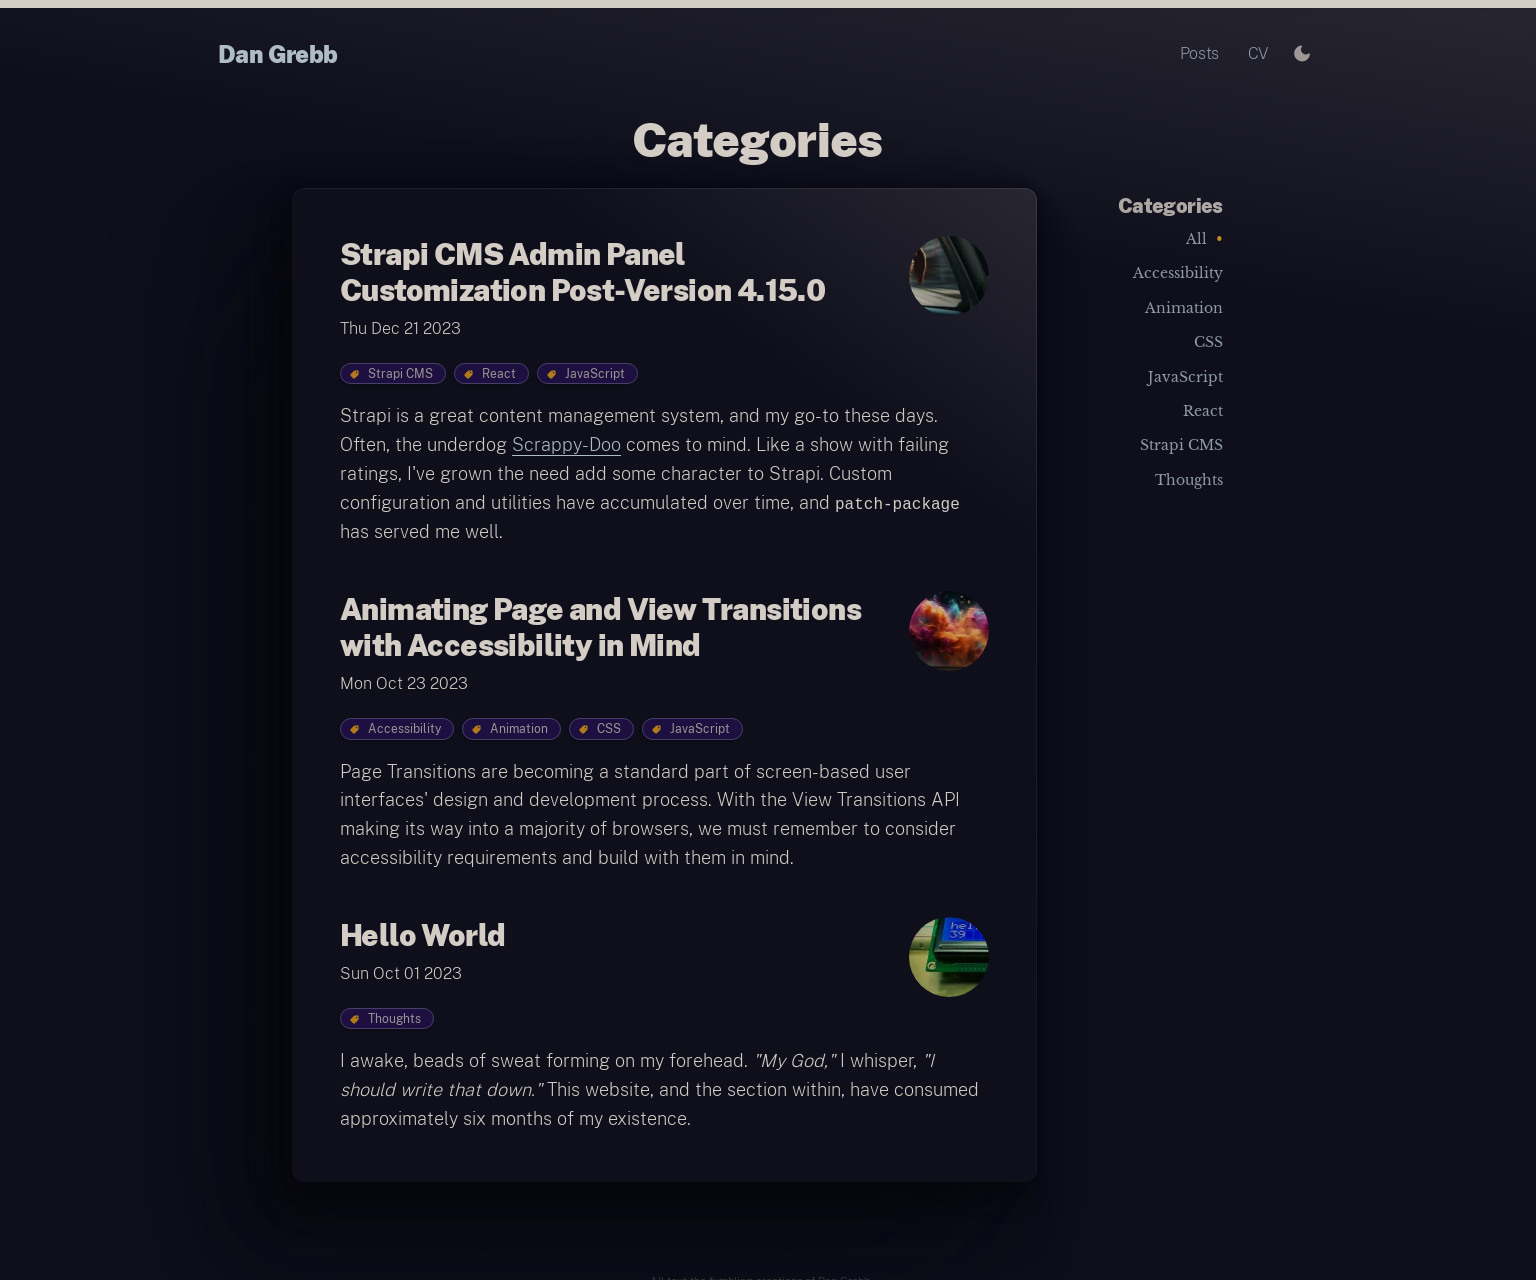 Dan Grebb
Posts
CV
Categories
Strapi CMS Admin Panel
Customization Post-Version 4.15.0
Thu Dec 21 2023
Strapi CMS
React
JavaScript
Strapi is a great content management system, and my go-to these days.
Often, the underdog Scrappy-Doo comes to mind. Like a show with failing
ratings, I've grown the need add some character to Strapi. Custom
configuration and utilities have accumulated over time, and patch-package
has served me well.
Animating Page and View Transitions
with Accessibility in Mind
Mon Oct 23 2023
Accessibility
Animation
CSS
JavaScript
Page Transitions are becoming a standard part of screen-based user
interfaces' design and development process. With the View Transitions API
making its way into a majority of browsers, we must remember to consider
accessibility requirements and build with them in mind.
Hello World
Sun Oct 01 2023
Thoughts
I awake, beads of sweat forming on my forehead. "My God," I whisper, "I
should write that down." This website, and the section within, have consumed
approximately six months of my existence.
Categories
All •
Accessibility
Animation
CSS
JavaScript
React
Strapi CMS
Thoughts